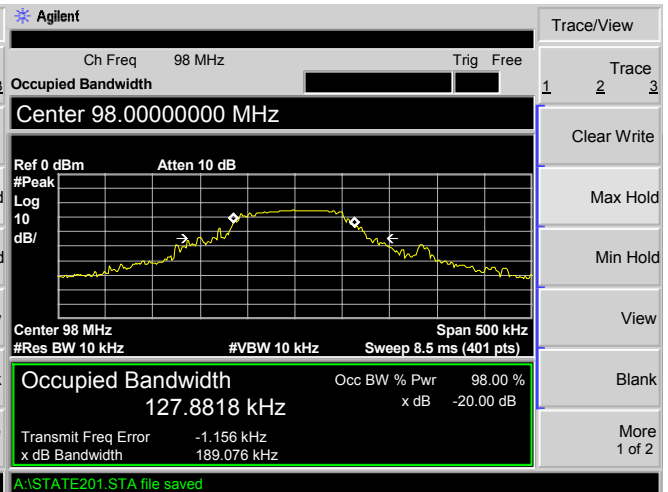 Agilent
Trace/View
Ch Freq 98 MHz Trig Free
Occupied Bandwidth
Trace
1 2 3
Center 98.00000000 MHz
Clear Write
Ref 0 dBm Atten 10 dB
#Peak
Log
10
dB/
Max Hold
Min Hold
Center 98 MHz Span 500 kHz
#Res BW 10 kHz #VBW 10 kHz Sweep 8.5 ms (401 pts)
View
Occupied Bandwidth Occ BW % Pwr 98.00 %
127.8818 kHz x dB -20.00 dB
Blank
Transmit Freq Error -1.156 kHz
x dB Bandwidth 189.076 kHz
More
1 of 2
A:\STATE201.STA file saved